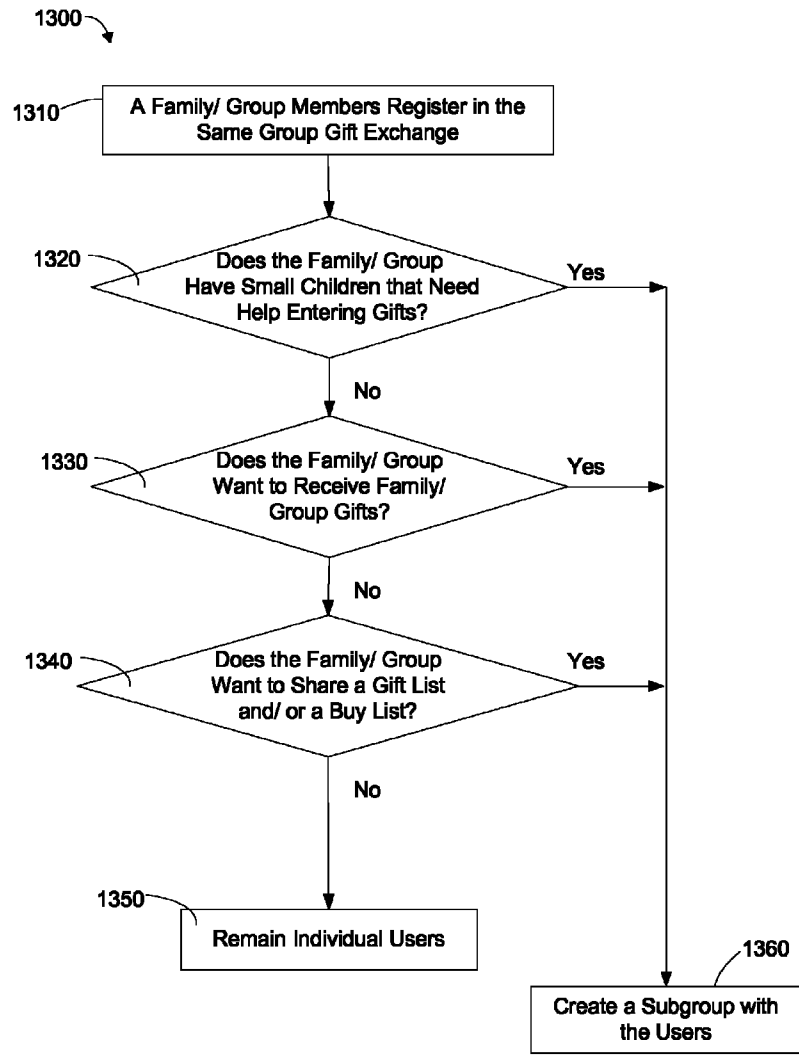 1300
1310
A Family/ Group Members Register in the
Same Group Gift Exchange
1320
Does the Family/ Group
Have Small Children that Need
Help Entering Gifts?
Yes
No
1330
Does the Family/ Group
Want to Receive Family/
Group Gifts?
Yes
No
1340
Does the Family/ Group
Want to Share a Gift List
and/ or a Buy List?
Yes
No
1350
Remain Individual Users
1360
Create a Subgroup with
the Users